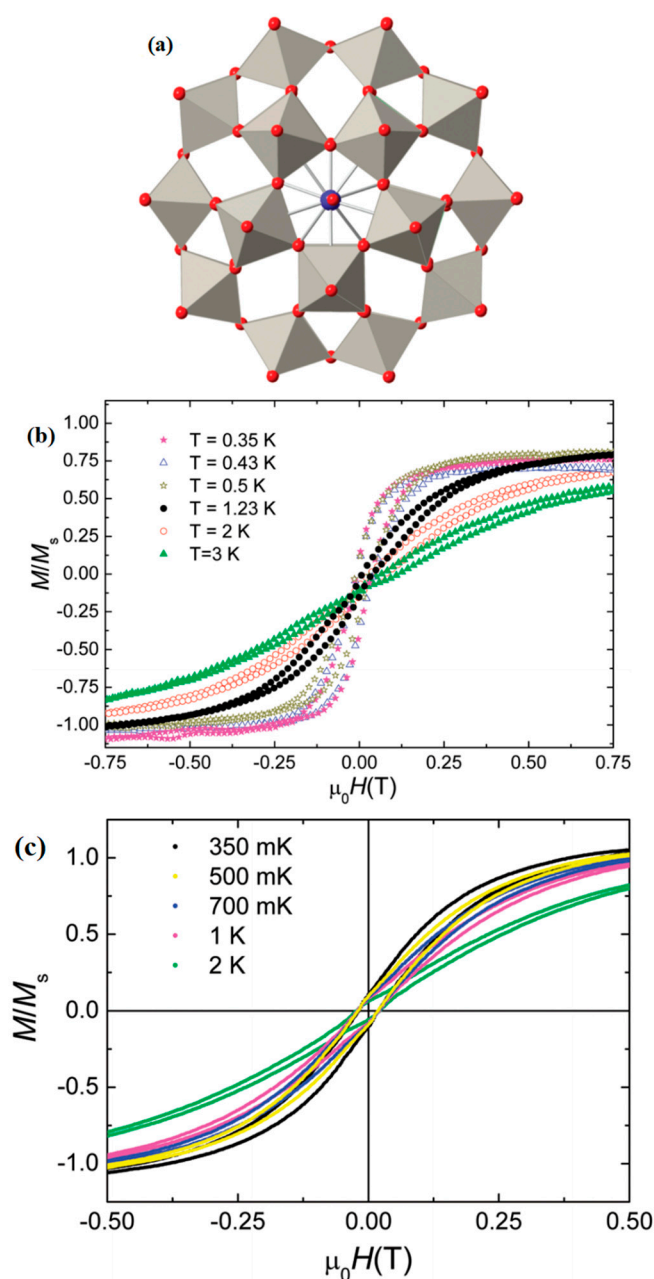 (a)
(b)
1.00
0.75
0.50
0.25
0.00
-0.25
-0.50
-0.75
-1.00
M/Ms
T = 0.35 K
T = 0.43 K
T = 0.5 K
T = 1.23 K
T = 2 K
T=3 K
-0.75 -0.50 -0.25 0.00 0.25 0.50 0.75
μ0H(T)
(c)
1.0
0.5
0.0
-0.5
-1.0
M/Ms
350 mK
500 mK
700 mK
1 K
2 K
-0.50 -0.25 0.00 0.25 0.50
μ0H(T)